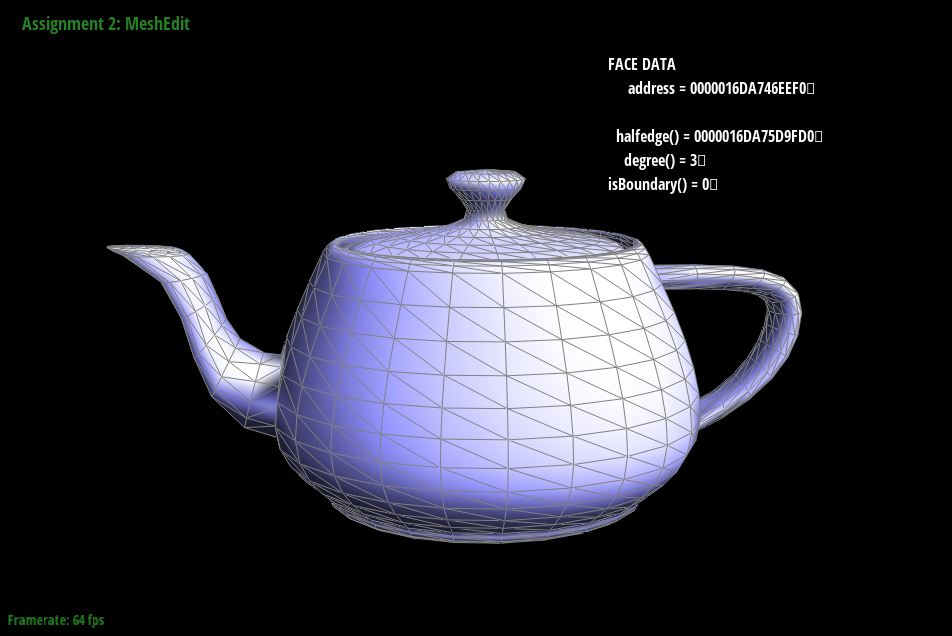 Assignment 2: MeshEdit
FACE DATA
address = 0000016DA746EEF0
halfedge() = 0000016DA75D9FD0
degree() = 3
isBoundary() = 0
Framerate: 64 fps